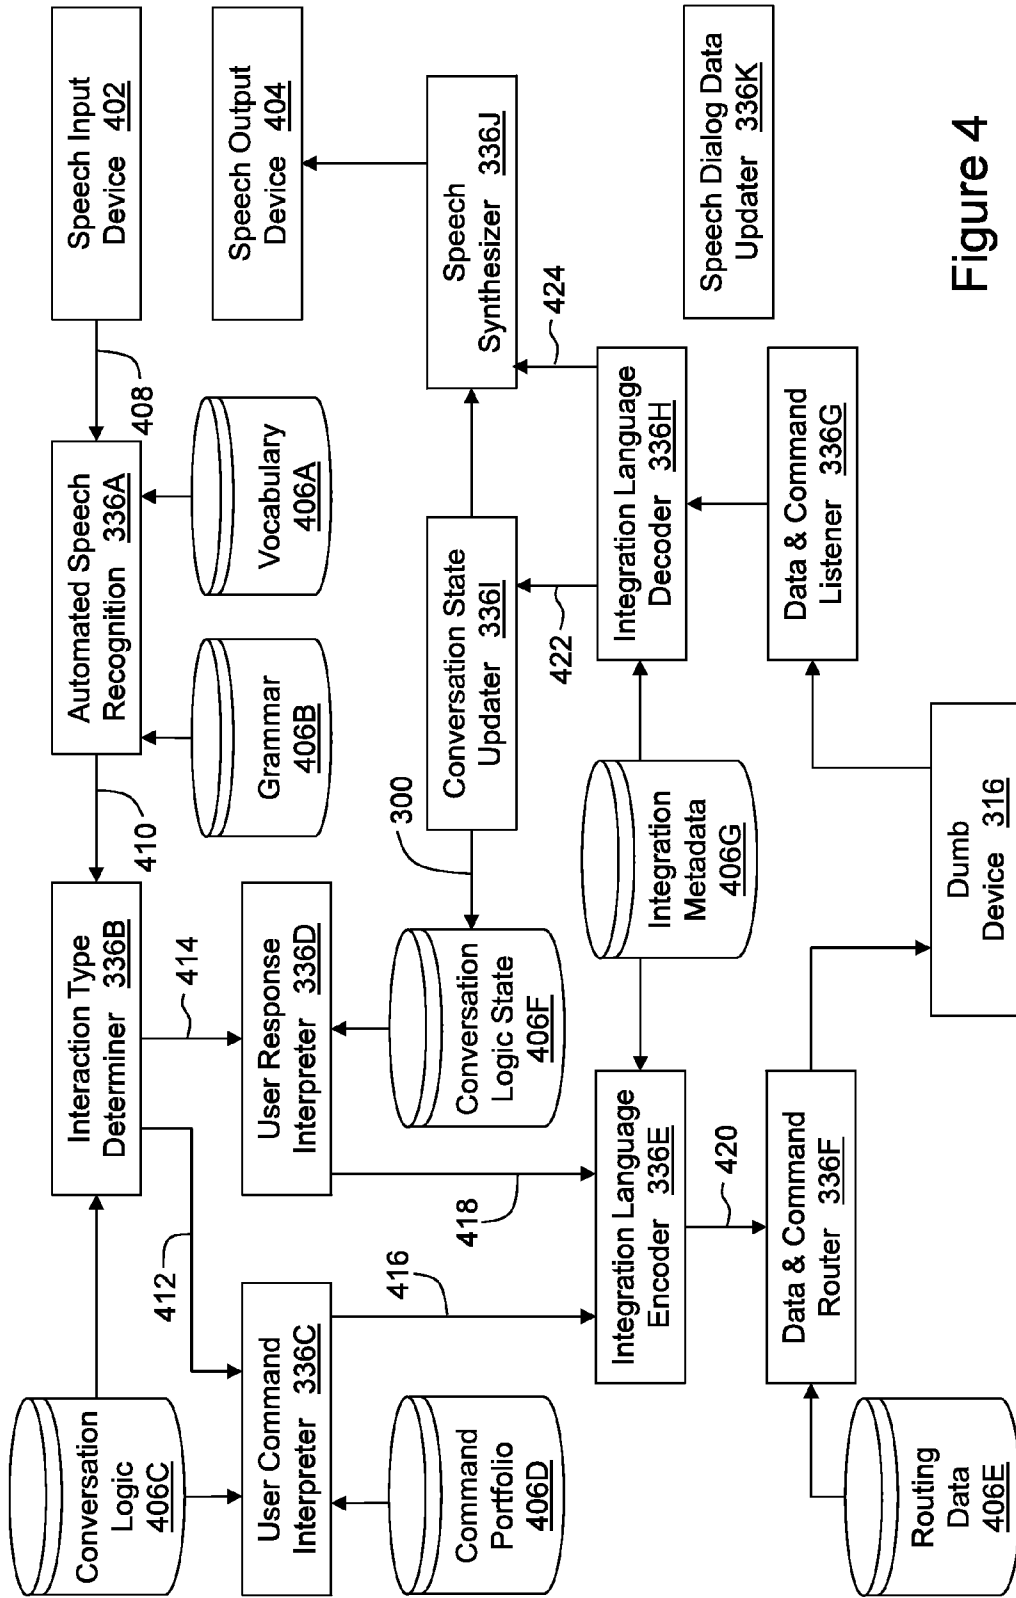 Conversation
Logic
406C
Interaction Type
Determiner 336B
410
Automated Speech
Recognition 336A
408
Speech Input
Device 402
412
414
User Command
Interpreter 336C
User Response
Interpreter 336D
Grammar
406B
Vocabulary
406A
Speech Output
Device 404
Command
Portfolio
406D
416
418
Conversation
Logic State
406F
300
Conversation State
Updater 336I
Speech
Synthesizer 336J
422
424
Integration Language
Encoder 336E
Integration
Metadata
406G
Integration Language
Decoder 336H
Speech Dialog Data
Updater 336K
420
Routing
Data
406E
Data & Command
Router 336F
Data & Command
Listener 336G
Dumb
Device 316
Figure 4